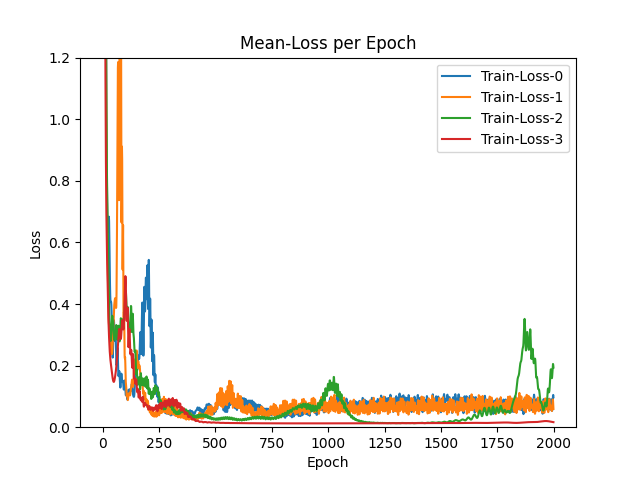 Mean-Loss per Epoch
1.2
1.0
0.8
0.6
0.4
0.2
0.0
Loss
Train-Loss-0
Train-Loss-1
Train-Loss-2
Train-Loss-3
0 250 500 750 1000 1250 1500 1750 2000
Epoch